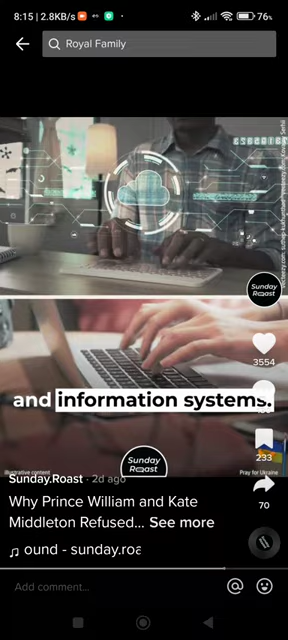 8:15 | 2.8KB/s
76%
Royal Family
Sunday
Roast
3554
and information systems.
233
Sunday
Roast
illustrative content
Pray for Ukraine
Sunday.Roast · 2d ago
Why Prince William and Kate
Middleton Refused... See more
70
ound - sunday.roa
Add comment...